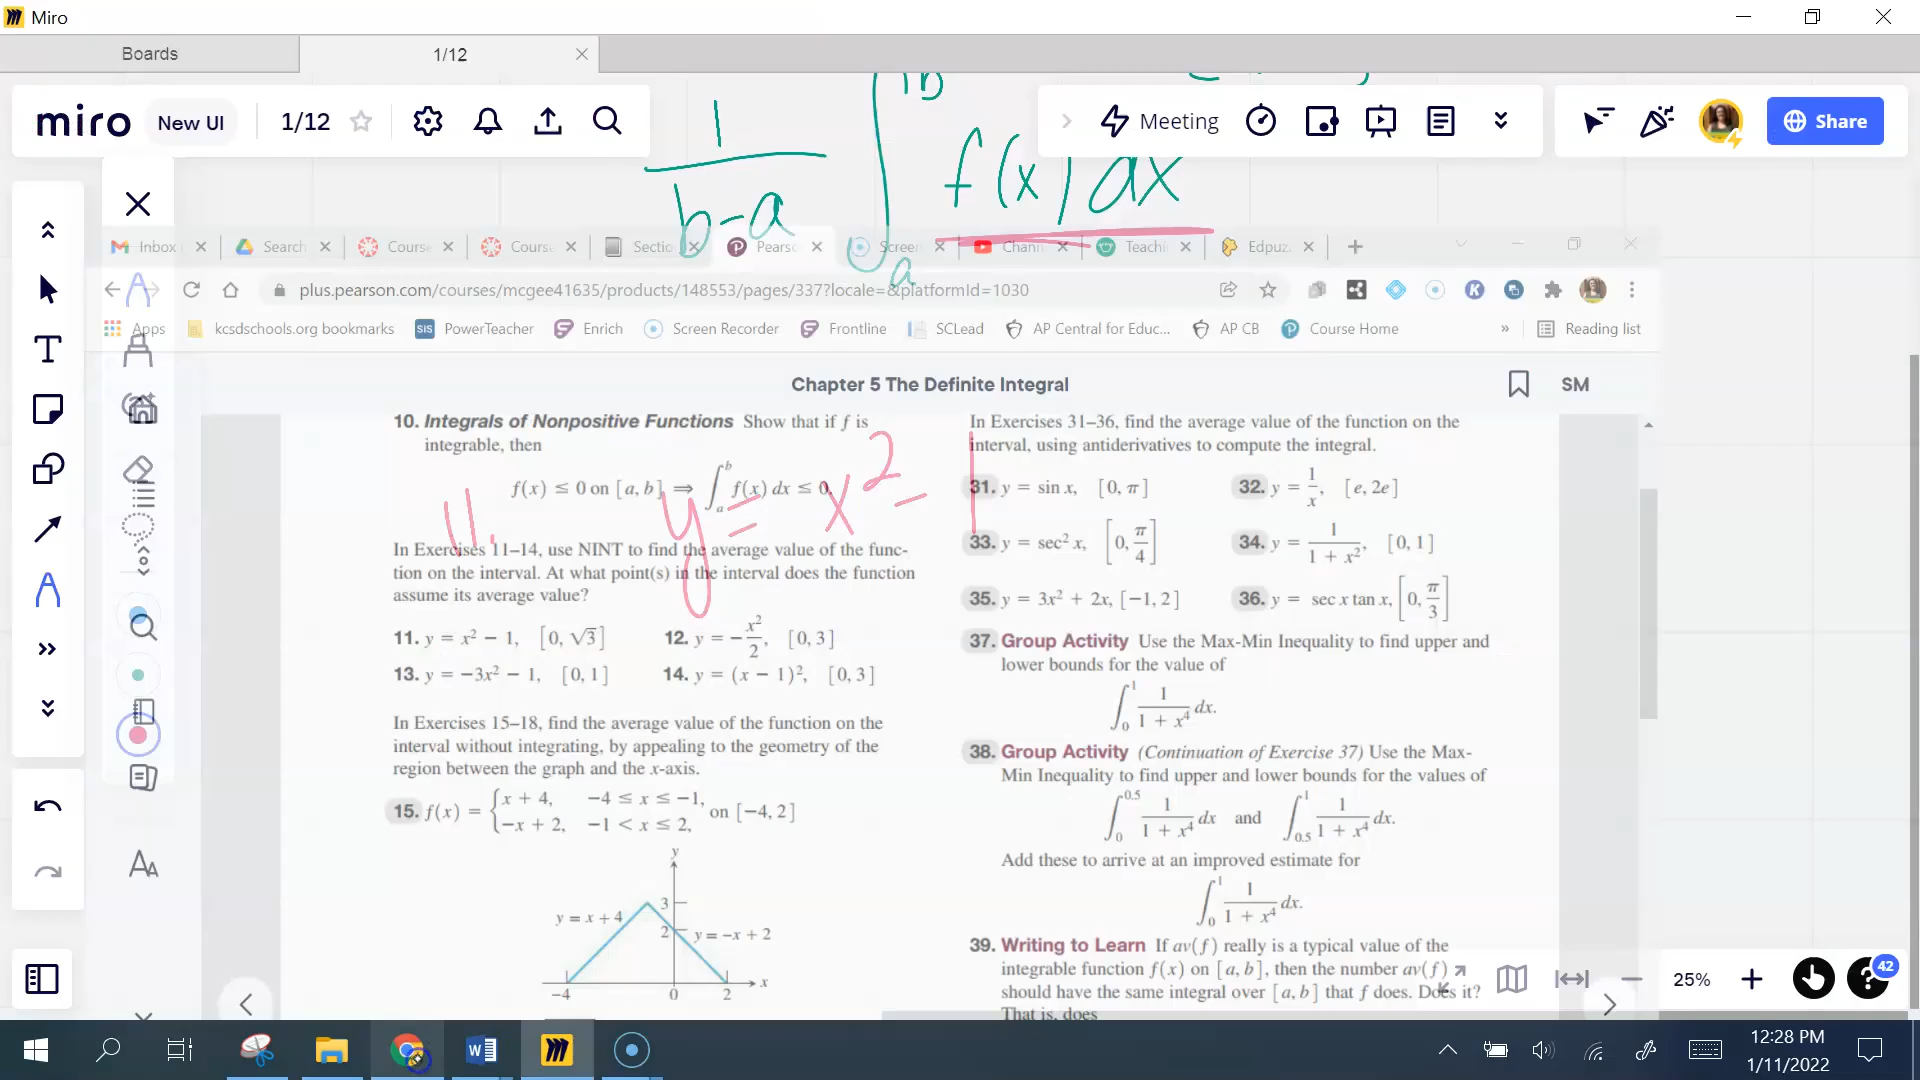 Miro
Boards
1/12
miro
New UI
1/12
Meeting
Share
1
b-a
b
a
f(x) dx
Inbox
Search
Course
Course
Sectio
Pearso
Screen
Chann
Teachi
Edpuz
plus.pearson.com/courses/mcgee41635/products/148553/pages/337?locale=&platformId=1030
Apps
kcsdschools.org bookmarks
PowerTeacher
Enrich
Screen Recorder
Frontline
SCLead
AP Central for Educ...
AP CB
Course Home
Reading list
Chapter 5 The Definite Integral
SM
10. Integrals of Nonpositive Functions Show that if f is
integrable, then
f(x) ≤ 0 on [a, b] ⇒ ∫_a^b f(x) dx ≤ 0.
11. y = x² - 1
In Exercises 11–14, use NINT to find the average value of the func-
tion on the interval. At what point(s) in the interval does the function
assume its average value?
11. y = x² − 1, [0, √3]
12. y = −x²/2, [0, 3]
13. y = −3x² − 1, [0, 1]
14. y = (x − 1)², [0, 3]
In Exercises 15–18, find the average value of the function on the
interval without integrating, by appealing to the geometry of the
region between the graph and the x-axis.
15. f(x) = { x + 4, −4 ≤ x ≤ −1,
−x + 2, −1 < x ≤ 2,
on [−4, 2]
y
3
y = x + 4
2
y = −x + 2
x
−4
0
2
In Exercises 31–36, find the average value of the function on the
interval, using antiderivatives to compute the integral.
31. y = sin x, [0, π]
32. y = 1/x, [e, 2e]
33. y = sec² x, [0, π/4]
34. y = 1/(1 + x²), [0, 1]
35. y = 3x² + 2x, [−1, 2]
36. y = sec x tan x, [0, π/3]
37. Group Activity Use the Max-Min Inequality to find upper and
lower bounds for the value of
∫_0^1 1/(1 + x⁴) dx.
38. Group Activity (Continuation of Exercise 37) Use the Max-
Min Inequality to find upper and lower bounds for the values of
∫_0^0.5 1/(1 + x⁴) dx and ∫_0.5^1 1/(1 + x⁴) dx.
Add these to arrive at an improved estimate for
∫_0^1 1/(1 + x⁴) dx.
39. Writing to Learn If av(f) really is a typical value of the
integrable function f(x) on [a, b], then the number av(f)
should have the same integral over [a, b] that f does. Does it?
That is, does
25%
42
12:28 PM
1/11/2022